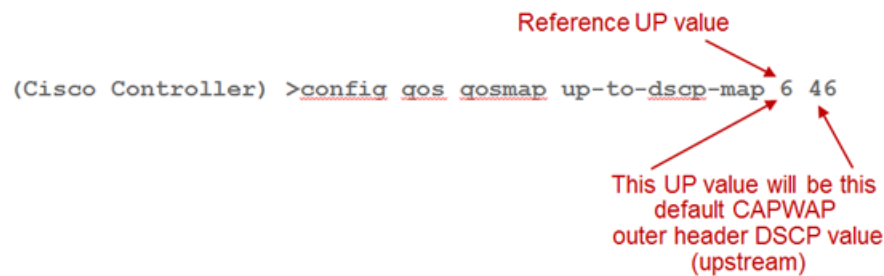 Reference UP value
(Cisco Controller) >config qos qosmap up-to-dscp-map 6 46
This UP value will be this
default CAPWAP
outer header DSCP value
(upstream)